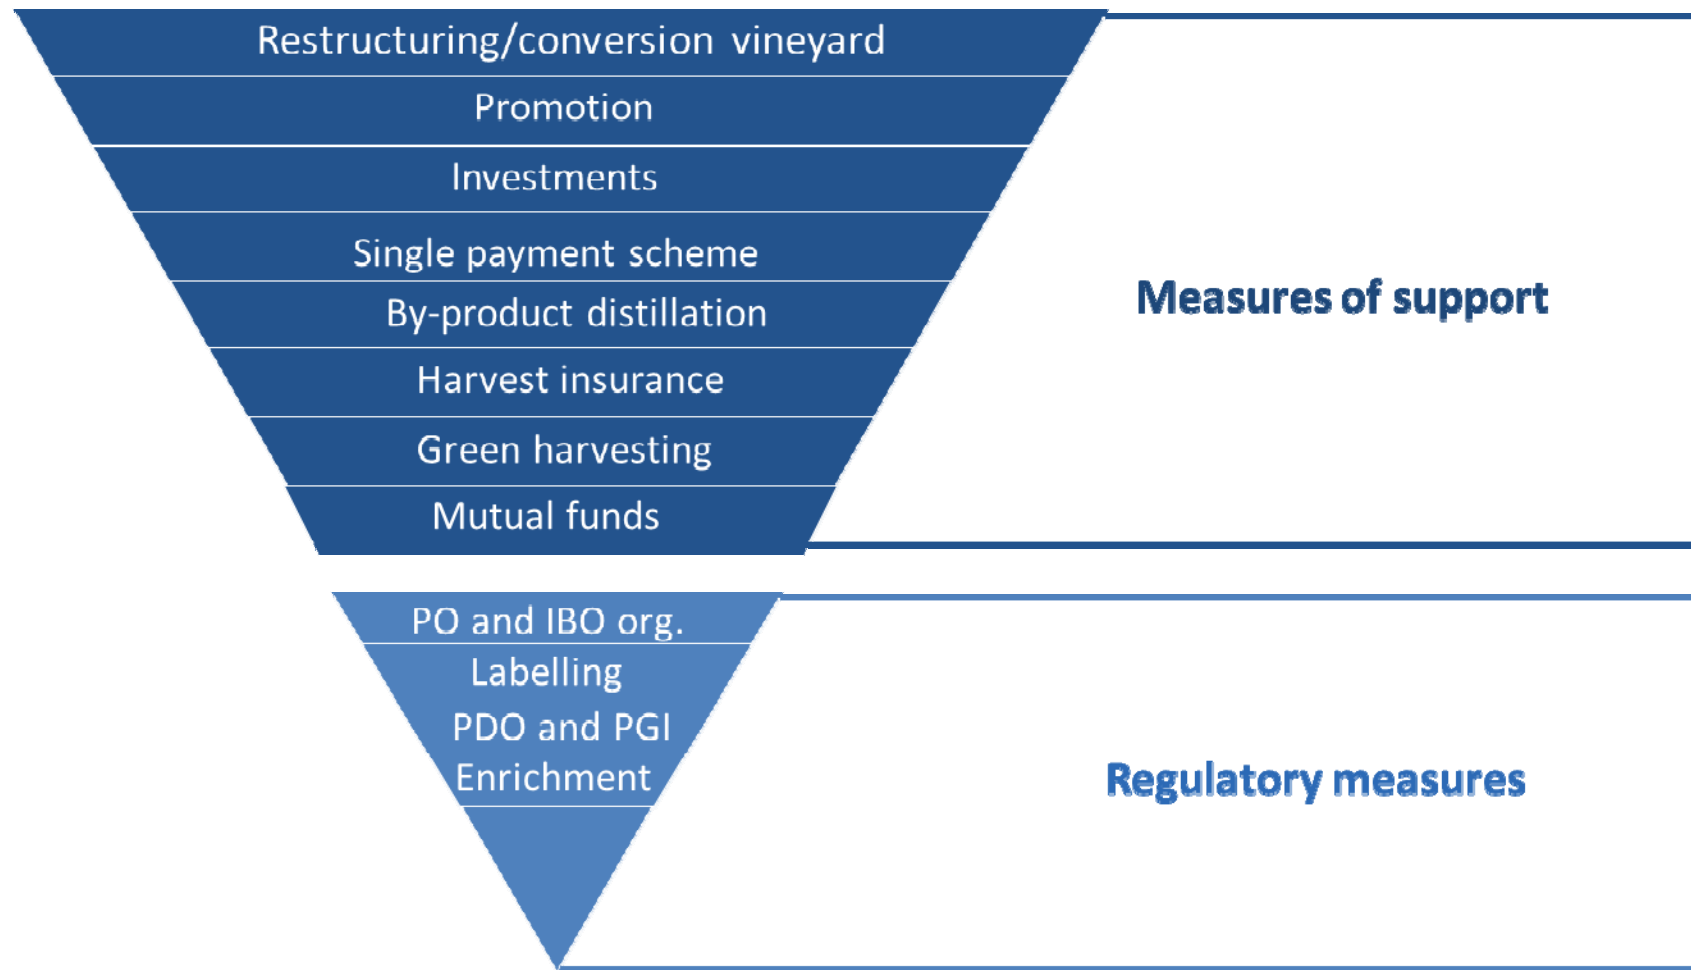 Restructuring/conversion vineyard
Promotion
Investments
Single payment scheme
By-product distillation
Harvest insurance
Green harvesting
Mutual funds
Measures of support
PO and IBO org.
Labelling
PDO and PGI
Enrichment
Regulatory measures